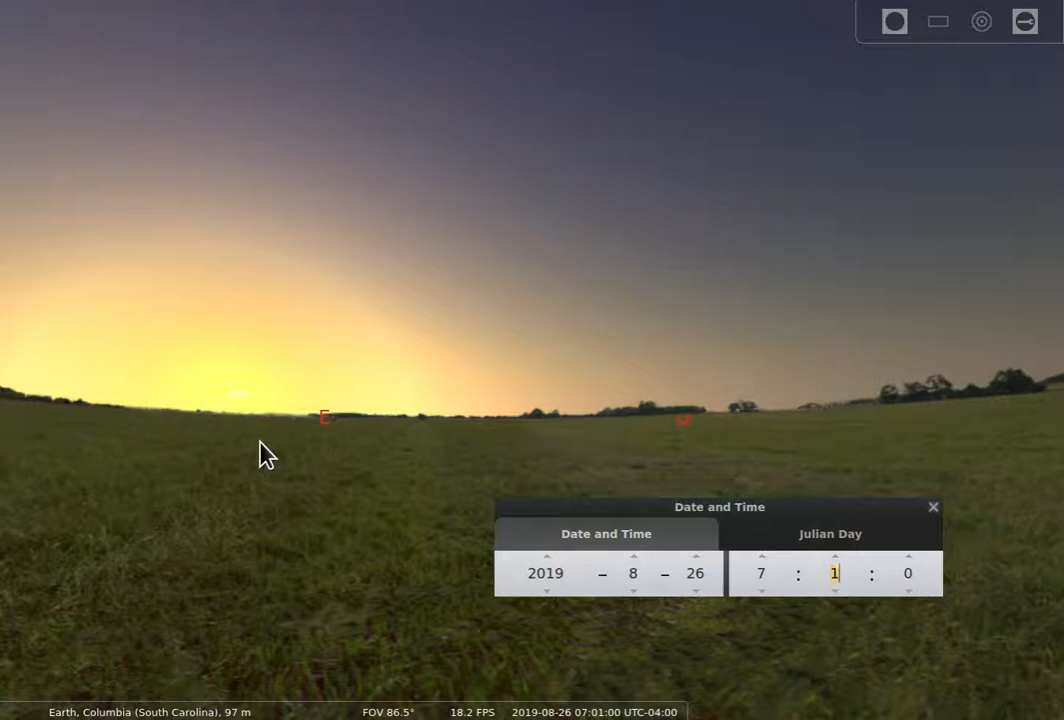 E
SE
Date and Time
Date and Time Julian Day
2019 – 8 – 26 7 : 1 : 0
Earth, Columbia (South Carolina), 97 m FOV 86.5° 18.2 FPS 2019-08-26 07:01:00 UTC-04:00